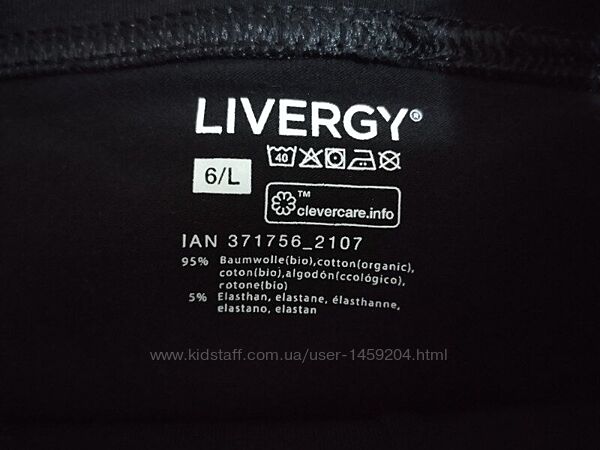 LIVERGY®
40
6/L
™
clevercare.info
IAN 371756_2107
95% Baumwolle(bio),cotton(organic),
coton(bio),algodón(ccológico),
rotone(bio)
5% Elasthan, elastane, élasthanne,
elastano, elastan
www.kidstaff.com.ua/user-1459204.html